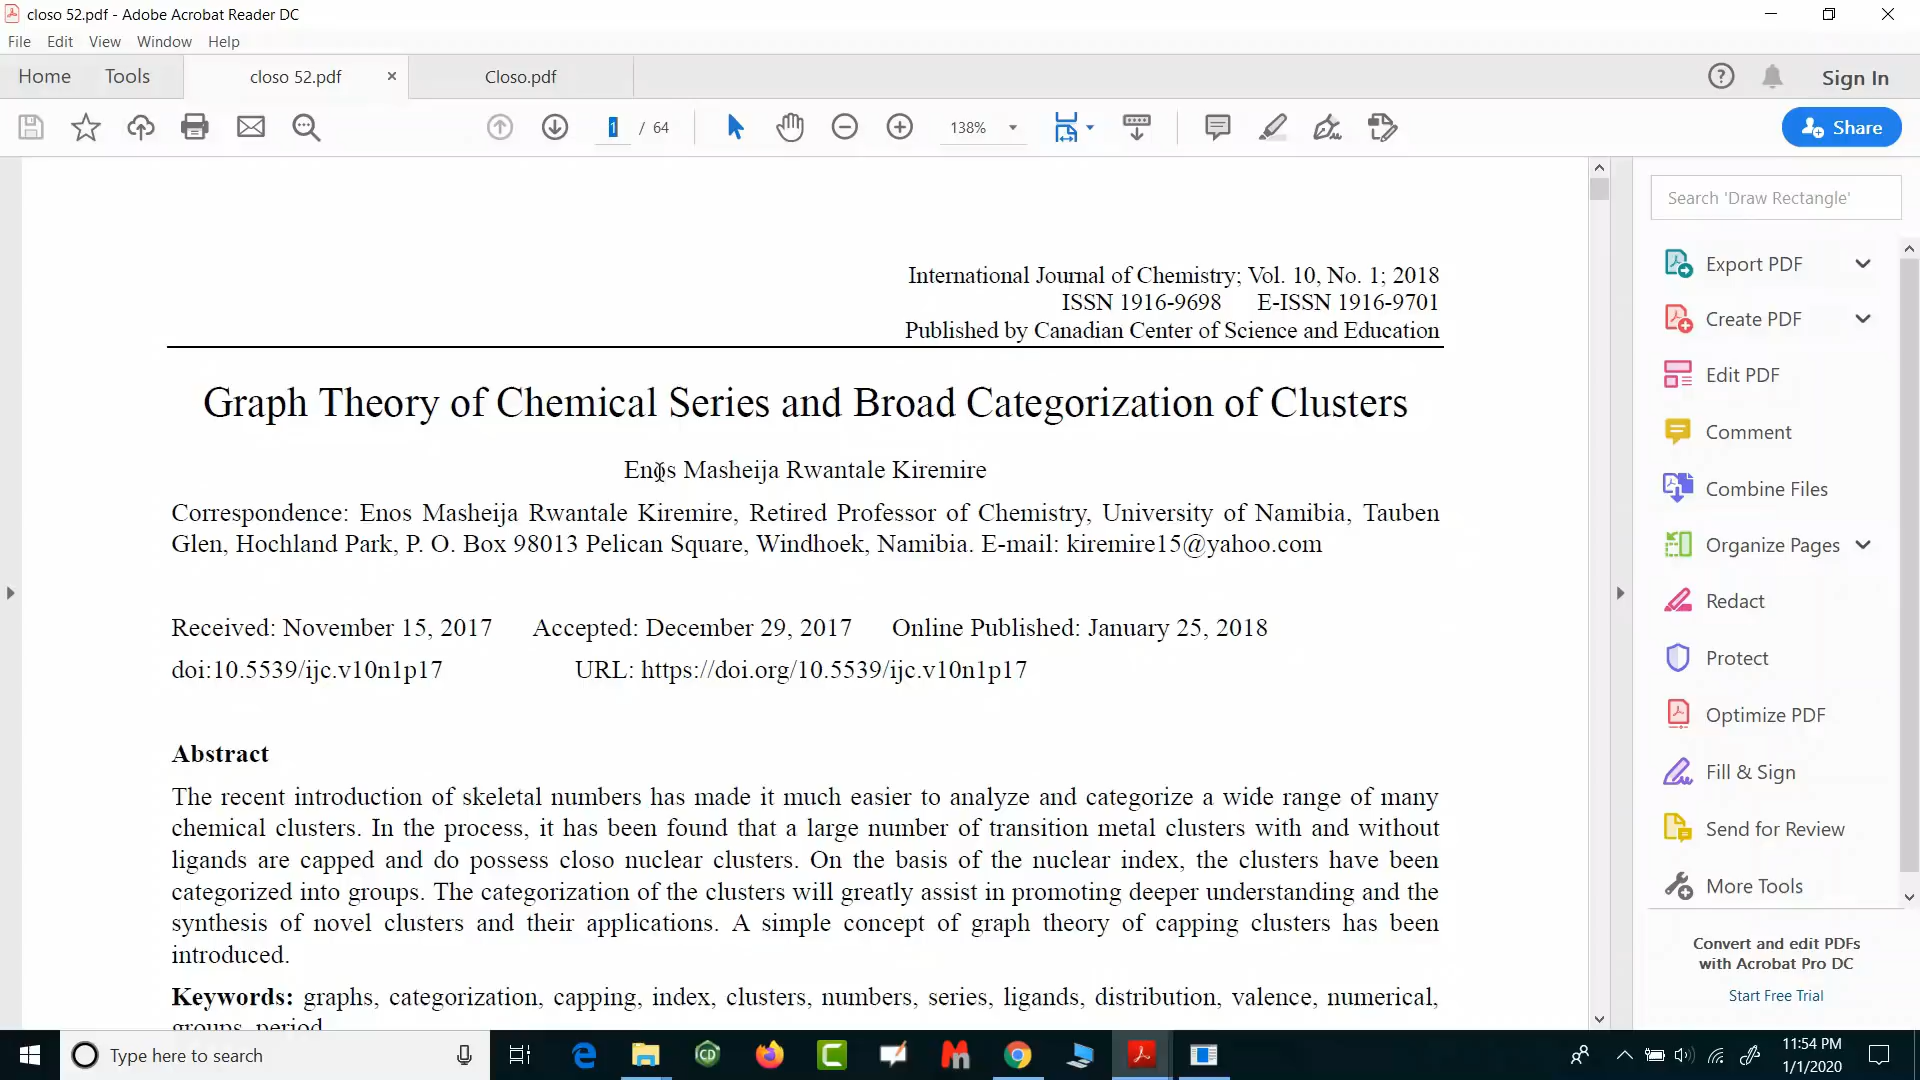 closo 52.pdf - Adobe Acrobat Reader DC
File Edit View Window Help
Home Tools closo 52.pdf × Closo.pdf Sign In
1 / 64 138% Share
Search 'Draw Rectangle'
Export PDF
Create PDF
Edit PDF
Comment
Combine Files
Organize Pages
Redact
Protect
Optimize PDF
Fill & Sign
Send for Review
More Tools
Convert and edit PDFs
with Acrobat Pro DC
Start Free Trial
International Journal of Chemistry; Vol. 10, No. 1; 2018
ISSN 1916-9698 E-ISSN 1916-9701
Published by Canadian Center of Science and Education
Graph Theory of Chemical Series and Broad Categorization of Clusters
Enos Masheija Rwantale Kiremire
Correspondence: Enos Masheija Rwantale Kiremire, Retired Professor of Chemistry, University of Namibia, Tauben
Glen, Hochland Park, P. O. Box 98013 Pelican Square, Windhoek, Namibia. E-mail: kiremire15@yahoo.com
Received: November 15, 2017 Accepted: December 29, 2017 Online Published: January 25, 2018
doi:10.5539/ijc.v10n1p17 URL: https://doi.org/10.5539/ijc.v10n1p17
Abstract
The recent introduction of skeletal numbers has made it much easier to analyze and categorize a wide range of many
chemical clusters. In the process, it has been found that a large number of transition metal clusters with and without
ligands are capped and do possess closo nuclear clusters. On the basis of the nuclear index, the clusters have been
categorized into groups. The categorization of the clusters will greatly assist in promoting deeper understanding and the
synthesis of novel clusters and their applications. A simple concept of graph theory of capping clusters has been
introduced.
Keywords: graphs, categorization, capping, index, clusters, numbers, series, ligands, distribution, valence, numerical,
groups, period
Type here to search
11:54 PM
1/1/2020